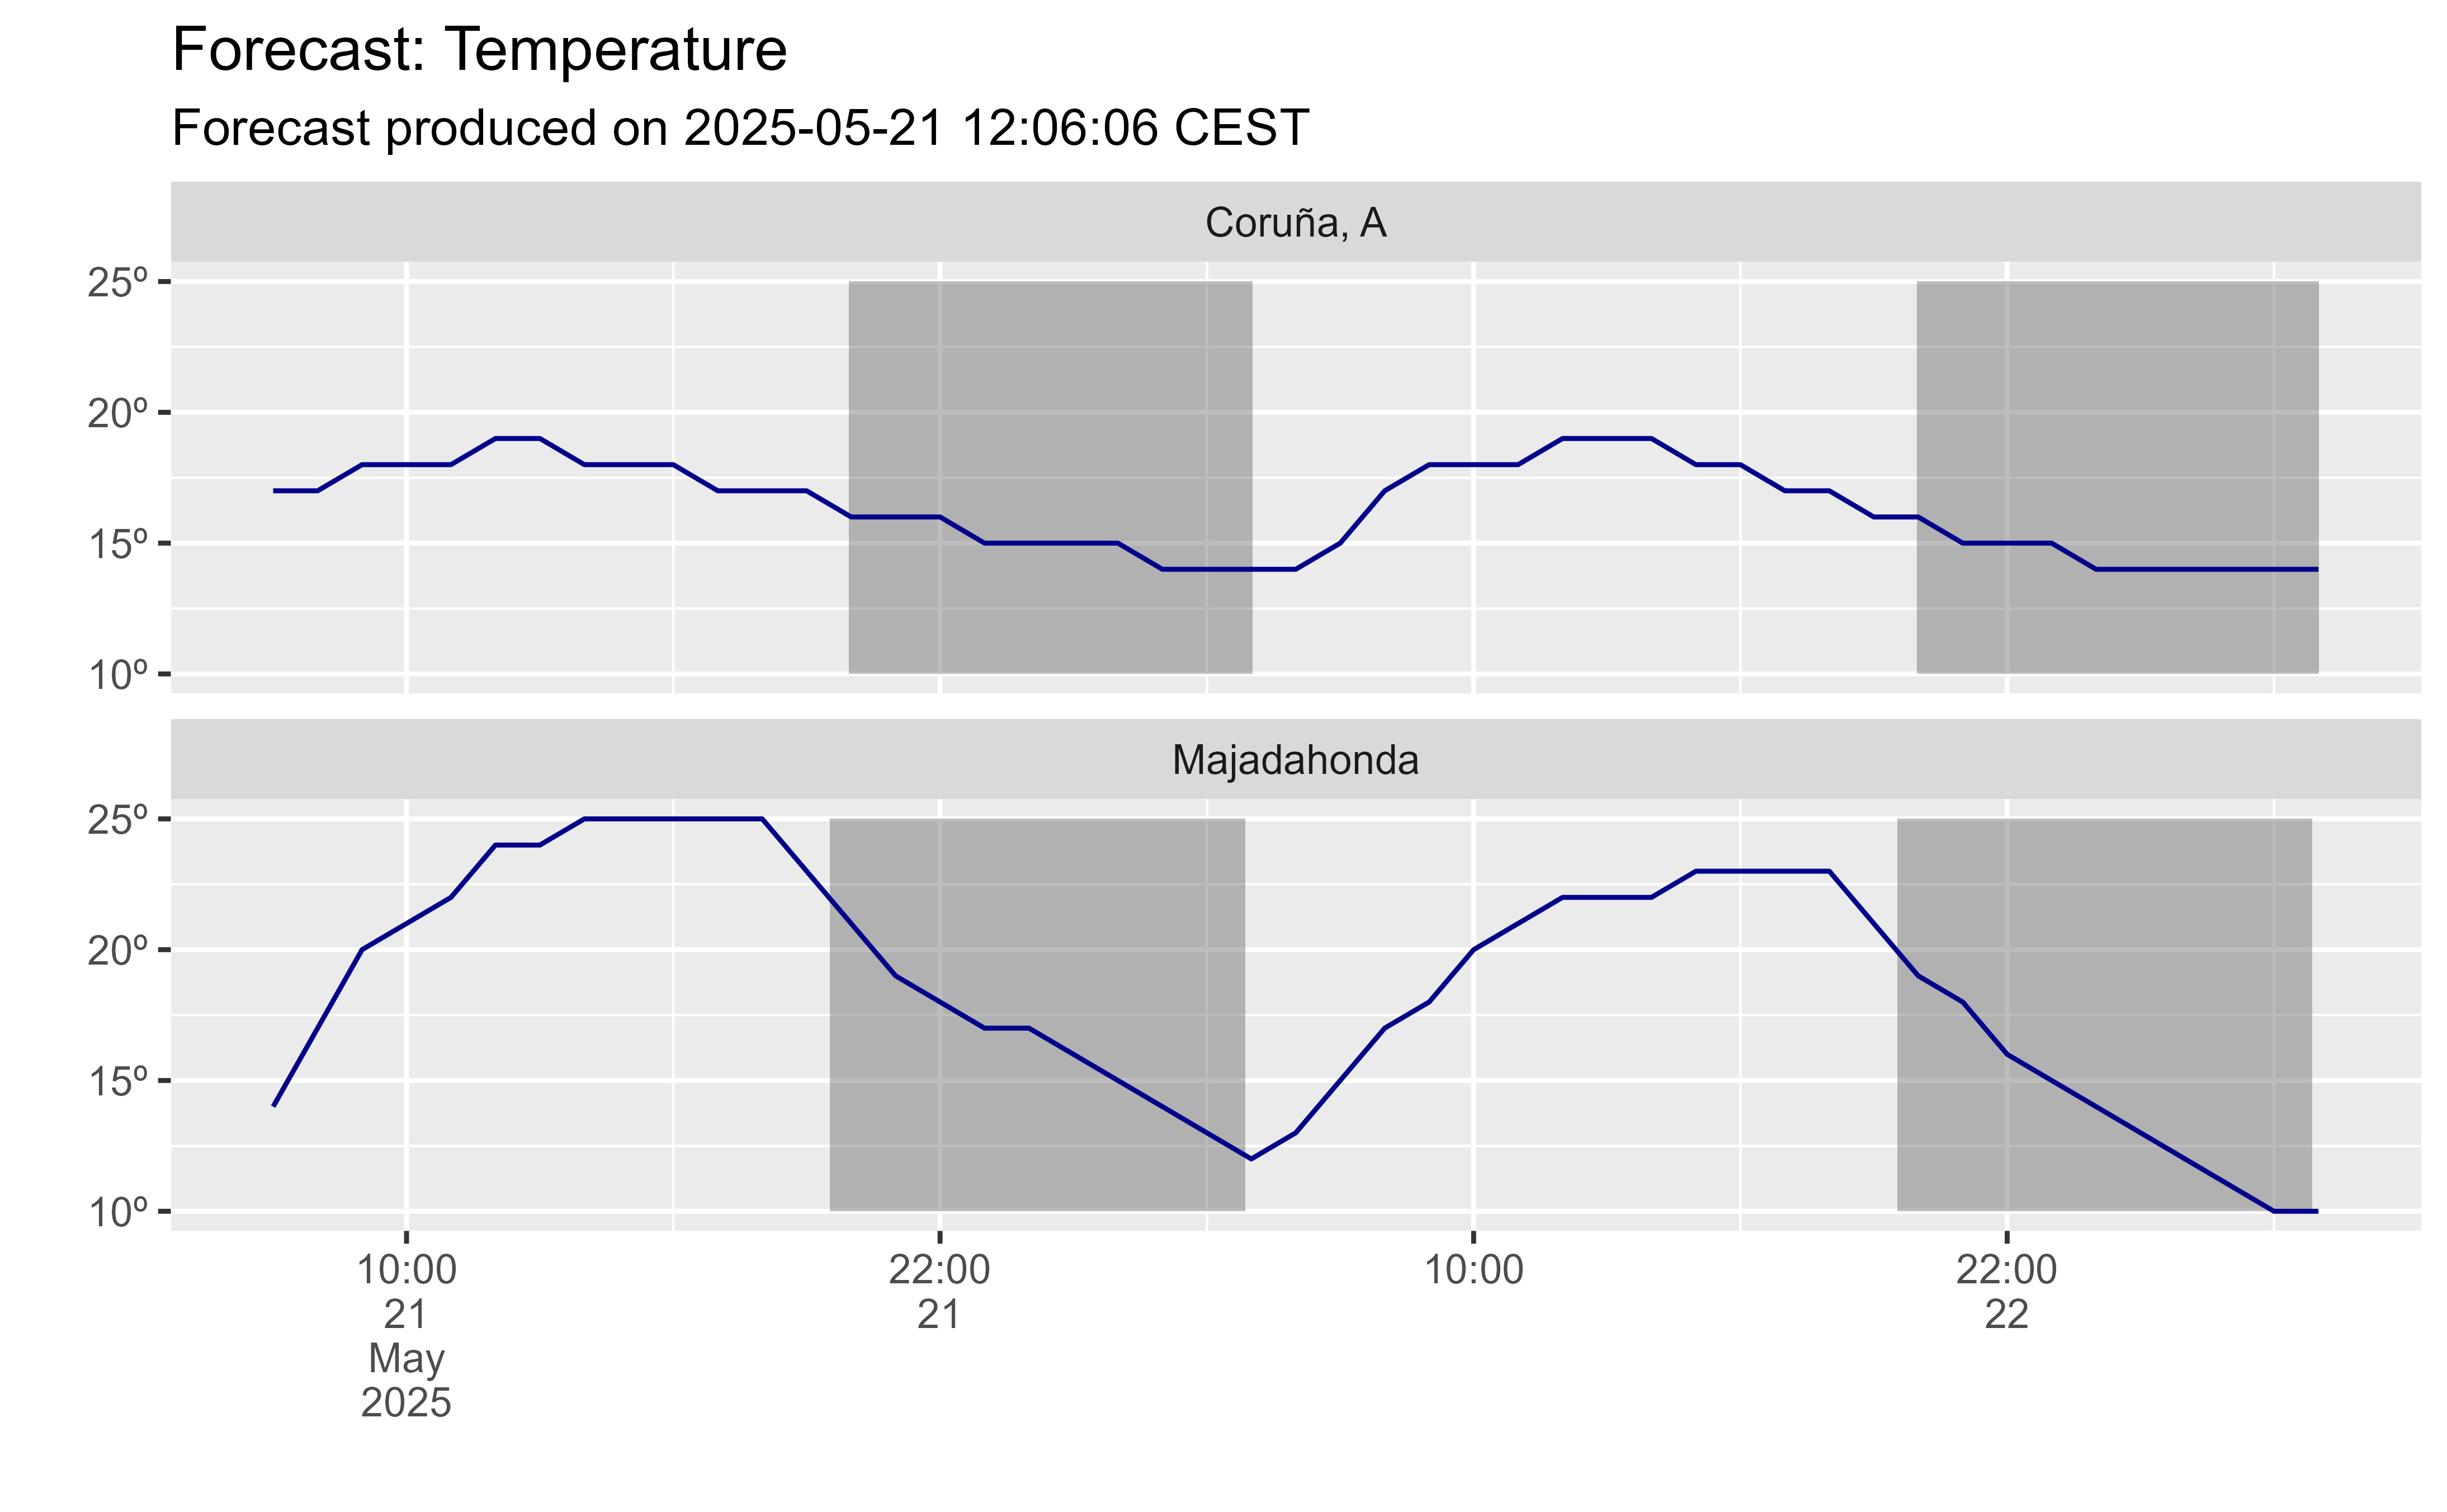 Forecast: Temperature
Forecast produced on 2025-05-21 12:06:06 CEST
Coruña, A
25º
20º
15º
10º
Majadahonda
25º
20º
15º
10º
10:00 22:00 10:00 22:00
21 21 22
May
2025